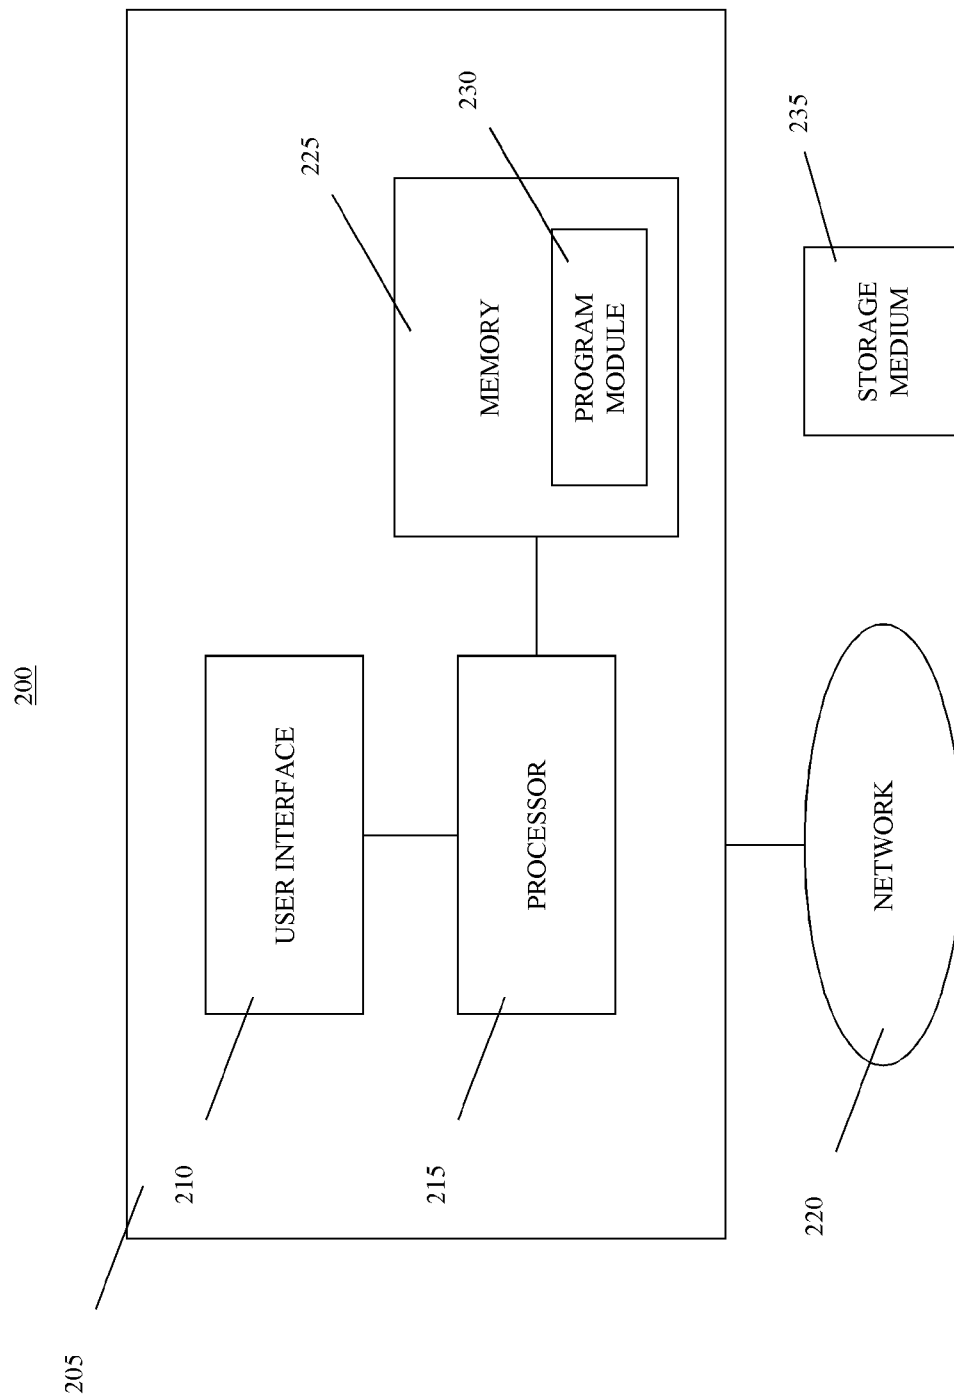 200
205
210
USER INTERFACE
215
PROCESSOR
225
MEMORY
230
PROGRAM
MODULE
220
NETWORK
235
STORAGE
MEDIUM